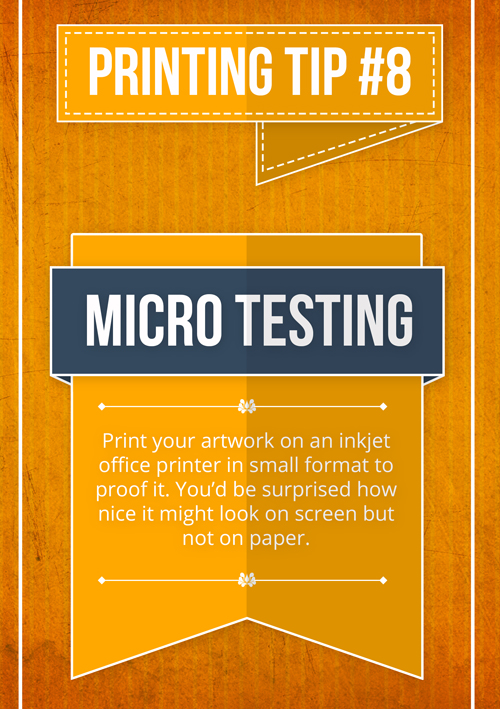 PRINTING TIP #8
MICRO TESTING
Print your artwork on an inkjet
office printer in small format to
proof it. You’d be surprised how
nice it might look on screen but
not on paper.